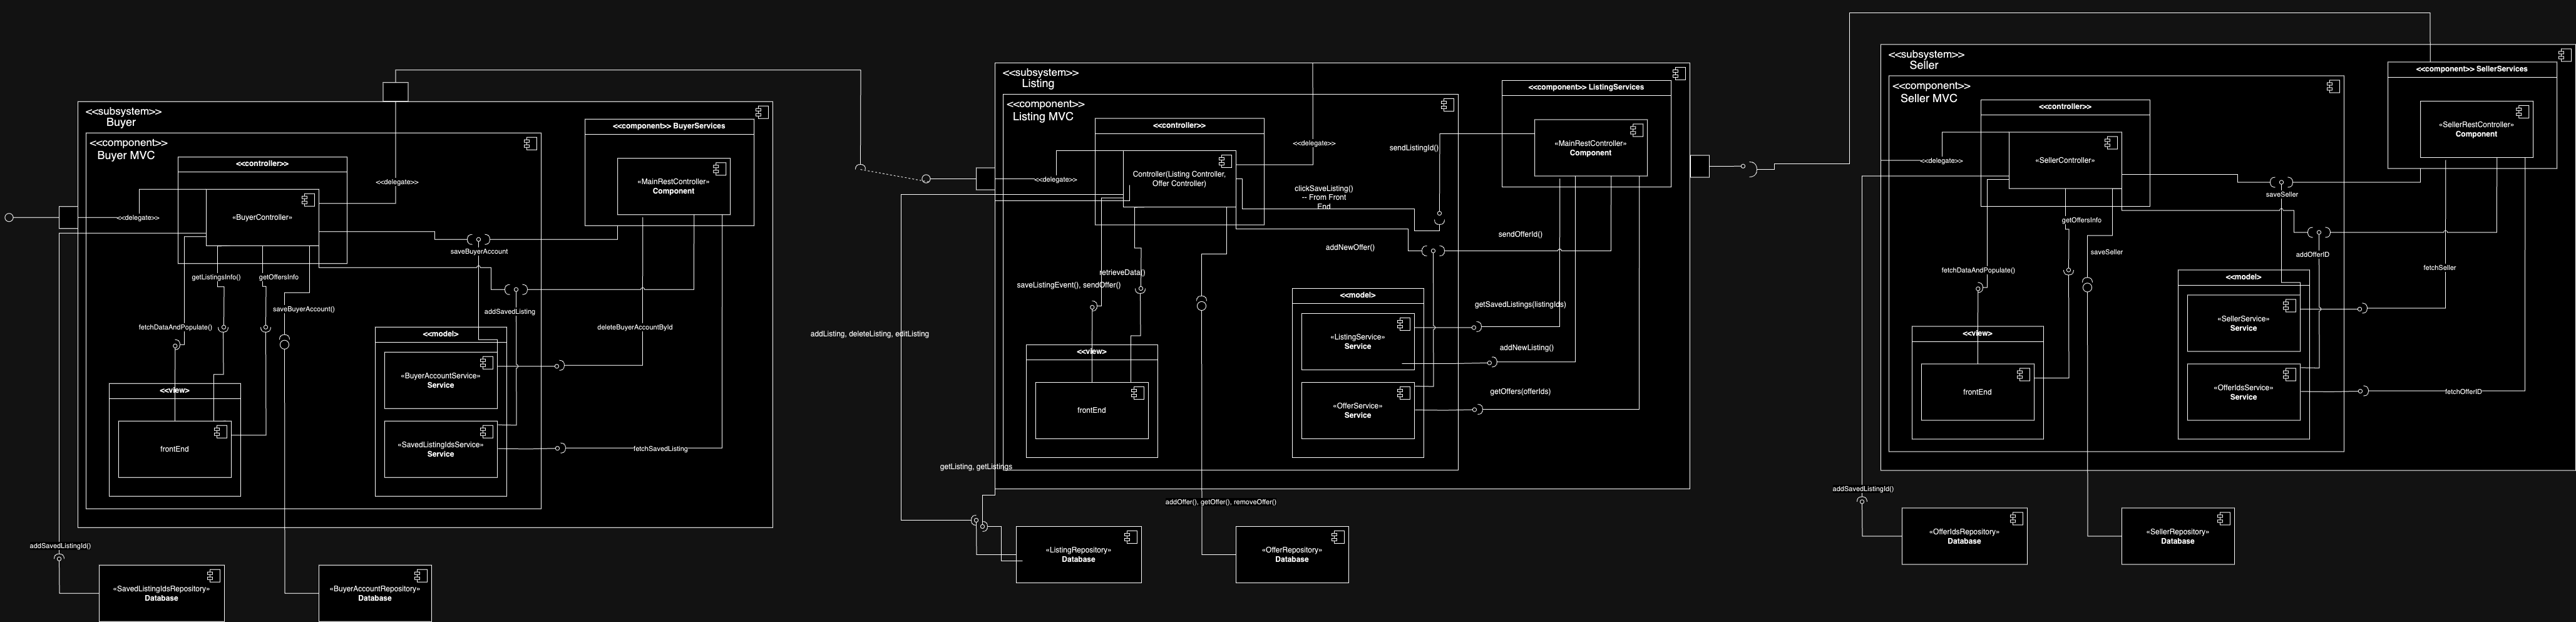 <<subsystem>>
Buyer
<<component>>
Buyer MVC
<<controller>>
«BuyerController»
<<delegate>>
<<delegate>>
<<component>> BuyerServices
«MainRestController»
Component
saveBuyerAccount
getListingsInfo()
getOffersInfo
saveBuyerAccount()
addSavedListing
fetchDataAndPopulate()
deleteBuyerAccountById
<<model>
«BuyerAccountService»
Service
«SavedListingIdsService»
Service
fetchSavedListing
<<view>
frontEnd
addSavedListingId()
«SavedListingIdsRepository»
Database
«BuyerAccountRepository»
Database
<<subsystem>>
Listing
<<component>>
Listing MVC
<<controller>>
Controller(Listing Controller,
Offer Controller)
<<delegate>>
<<delegate>>
<<component>> ListingServices
«MainRestController»
Component
sendListingId()
clickSaveListing()
-- From Front
End
sendOfferId()
addNewOffer()
retrieveData()
saveListingEvent(), sendOffer()
<<model>
«ListingService»
Service
«OfferService»
Service
getSavedListings(listingIds)
addNewListing()
getOffers(offerIds)
addListing, deleteListing, editListing
<<view>
frontEnd
getListing, getListings
addOffer(), getOffer(), removeOffer()
«ListingRepository»
Database
«OfferRepository»
Database
<<subsystem>>
Seller
<<component>>
Seller MVC
<<controller>>
«SellerController»
<<delegate>>
<<component>> SellerServices
«SellerRestController»
Component
saveSeller
getOffersInfo
saveSeller
addOfferID
fetchDataAndPopulate()
fetchSeller
<<model>
«SellerService»
Service
«OfferIdsService»
Service
fetchOfferID
<<view>
frontEnd
addSavedListingId()
«OfferIdsRepository»
Database
«SellerRepository»
Database